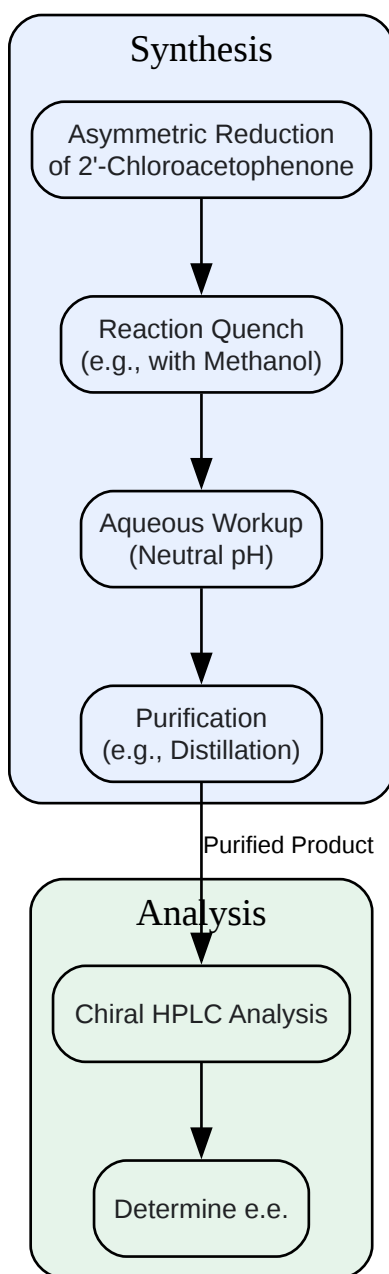 Synthesis
Asymmetric Reduction
of 2'-Chloroacetophenone
Reaction Quench
(e.g., with Methanol)
Aqueous Workup
(Neutral pH)
Purification
(e.g., Distillation)
Purified Product
Analysis
Chiral HPLC Analysis
Determine e.e.